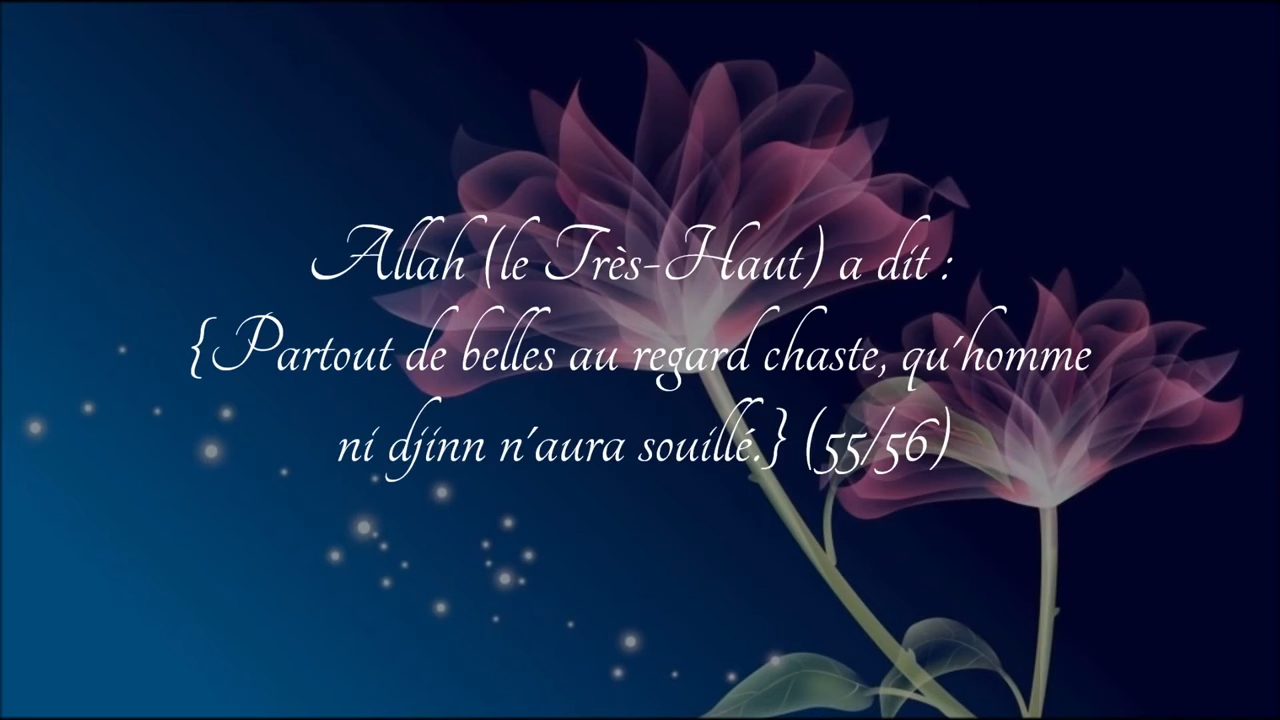 Allah (le Très-Haut) a dit :
{Partout de belles au regard chaste, qu'homme
ni djinn n'aura souillé.} (55/56)